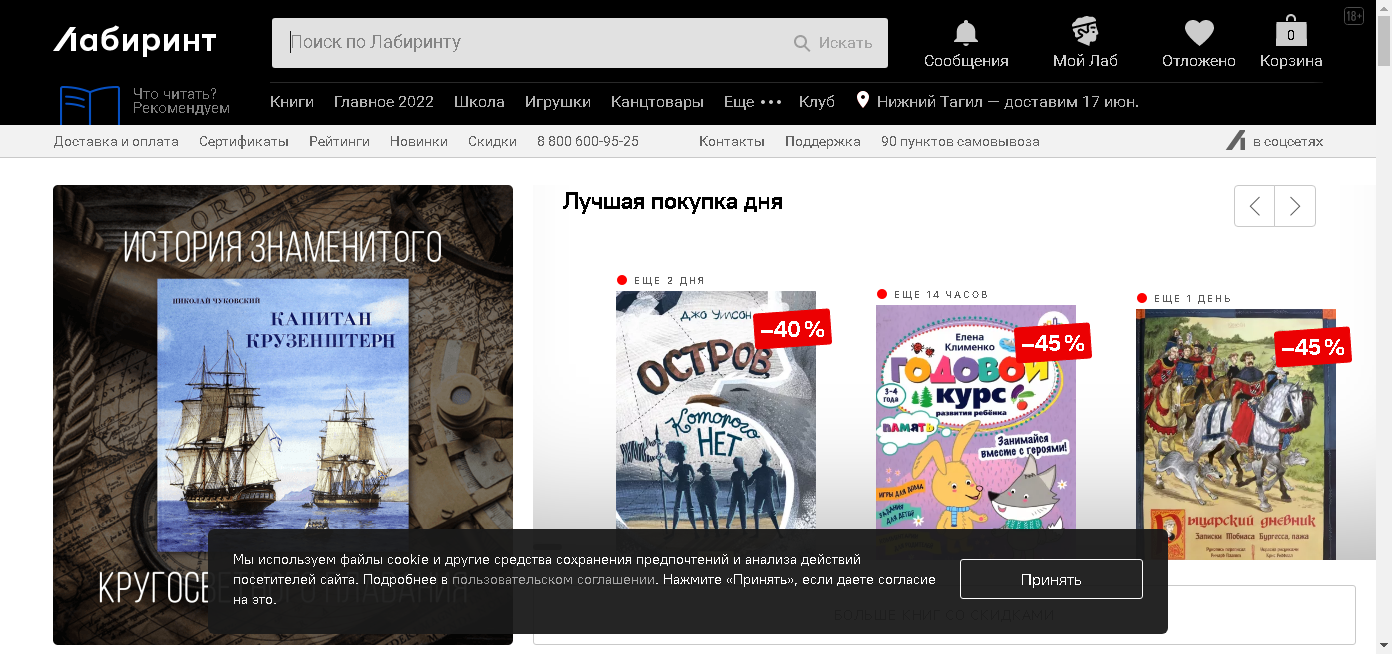 Лабиринт
Поиск по Лабиринту
Искать
Сообщения
Мой Лаб
Отложено
0
Корзина
18+
Что читать?
Рекомендуем
Книги Главное 2022 Школа Игрушки Канцтовары Еще ••• Клуб Нижний Тагил — доставим 17 июн.
Доставка и оплата Сертификаты Рейтинги Новинки Скидки 8 800 600-95-25 Контакты Поддержка 90 пунктов самовывоза в соцсетях
ORBIS
ИСТОРИЯ ЗНАМЕНИТОГО
НИКОЛАЙ ЧУКОВСКИЙ
КАПИТАН
КРУЗЕНШТЕРН
КРУГОСВЕТНОГО ПЛАВАНИЯ
Лучшая покупка дня
ЕЩЕ 2 ДНЯ
–40 %
ДЖО УИЛСОН
ОСТРОВ
Которого
НЕТ
ЕЩЕ 14 ЧАСОВ
–45 %
Елена
Клименко
ГОДОВОЙ
КУРС
3-4
года
развития ребёнка
ПАМЯТЬ
Занимайся
вместе с героями!
ИГРЫ ДЛЯ ДОМА
ЗАДАНИЯ
ДЛЯ ДЕТЕЙ
ЕЩЕ 1 ДЕНЬ
–45 %
Рыцарский дневник
Записки Тобиаса Бургесса, пажа
Мы используем файлы cookie и другие средства сохранения предпочтений и анализа действий
посетителей сайта. Подробнее в пользовательском соглашении. Нажмите «Принять», если даете согласие
на это.
Принять
БОЛЬШЕ КНИГ СО СКИДКАМИ